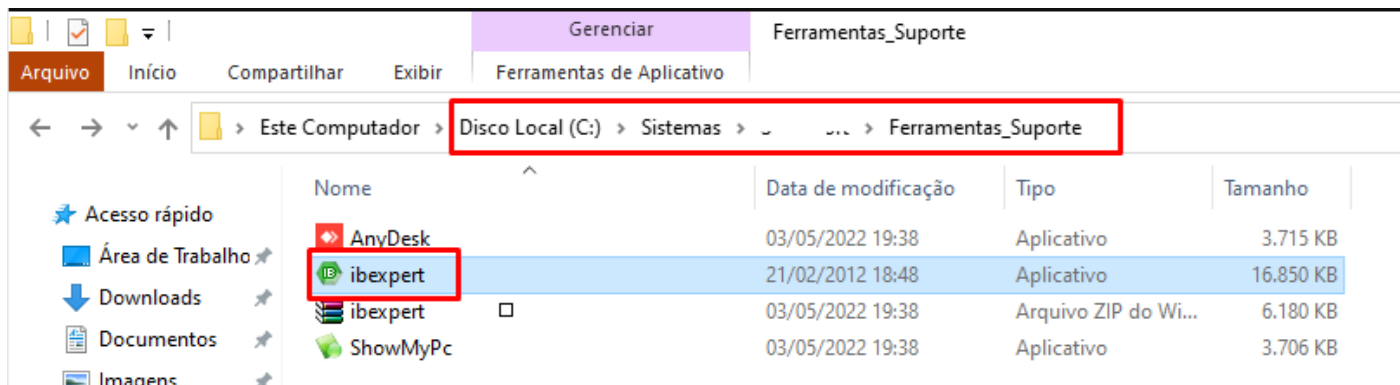 Gerenciar Ferramentas_Suporte
Arquivo Início Compartilhar Exibir Ferramentas de Aplicativo
Este Computador > Disco Local (C:) > Sistemas > > Ferramentas_Suporte
Nome Data de modificação Tipo Tamanho
Acesso rápido
Área de Trabalho
Downloads
Documentos
Imagens
AnyDesk 03/05/2022 19:38 Aplicativo 3.715 KB
ibexpert 21/02/2012 18:48 Aplicativo 16.850 KB
ibexpert 03/05/2022 19:38 Arquivo ZIP do Wi... 6.180 KB
ShowMyPc 03/05/2022 19:38 Aplicativo 3.706 KB